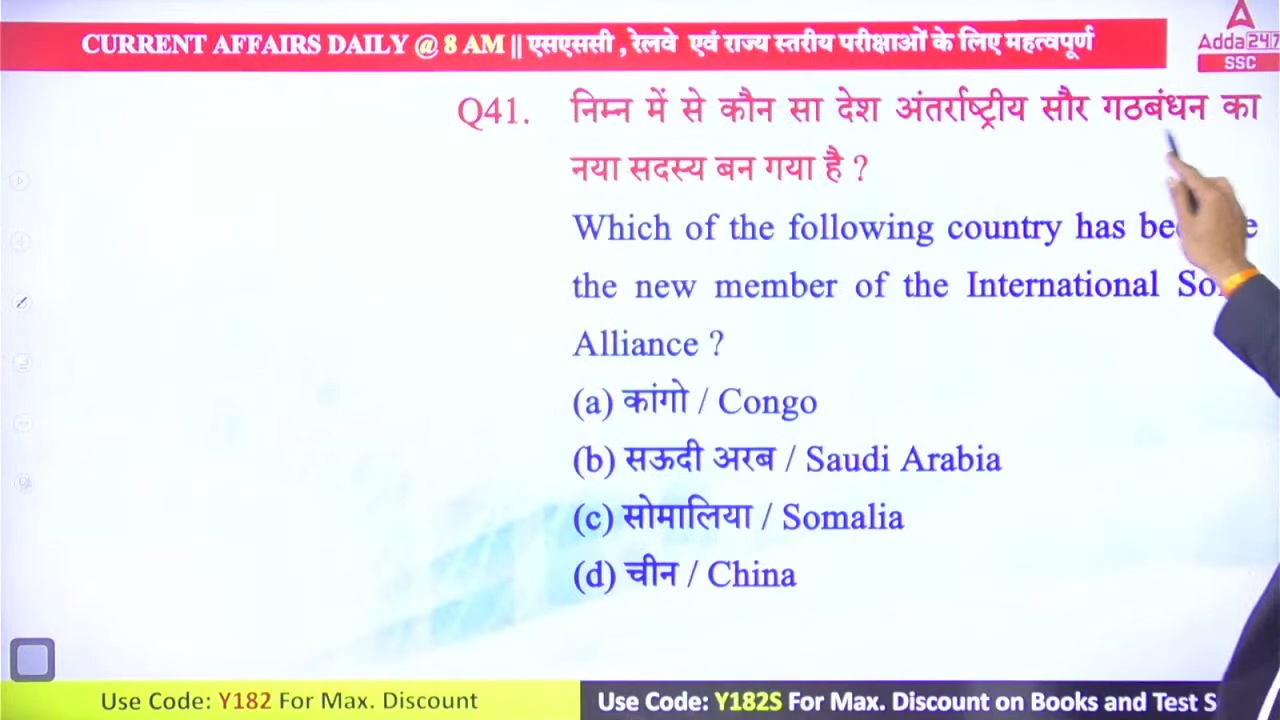 CURRENT AFFAIRS DAILY @ 8 AM || एसएससी , रेलवे एवं राज्य स्तरीय परीक्षाओं के लिए महत्वपूर्ण
Adda247
SSC
Q41. निम्न में से कौन सा देश अंतर्राष्ट्रीय सौर गठबंधन का
नया सदस्य बन गया है ?
Which of the following country has
the new member of the International
Alliance ?
(a) कांगो / Congo
(b) सऊदी अरब / Saudi Arabia
(c) सोमालिया / Somalia
(d) चीन / China
Use Code: Y182 For Max. Discount
Use Code: Y182S For Max. Discount on Books and Test S